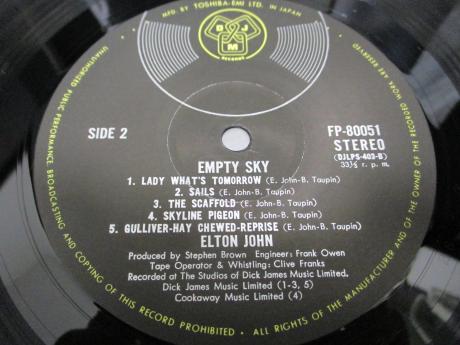 MFD. BY TOSHIBA-EMI LTD. IN JAPAN
DJM
RECORDS
SIDE 2
FP-80051
STEREO
(DJLPS-403-B)
33⅓ r. p. m.
EMPTY SKY
1. LADY WHAT'S TOMORROW (E. John-B. Taupin)
2. SAILS (E. John-B. Taupin)
3. THE SCAFFOLD (E. John-B. Taupin)
4. SKYLINE PIGEON (E. John-B. Taupin)
5. GULLIVER-HAY CHEWED-REPRISE (E. John-B. Taupin)
ELTON JOHN
Produced by Stephen Brown Engineer: Frank Owen
Tape Operator & Whistling: Clive Franks
Recorded at The Studios of Dick James Music Limited.
Dick James Music Limited (1-3, 5)
Cookaway Music Limited (4)
UNAUTHORIZED PUBLIC PERFORMANCE BROADCASTING AND COPYING OF THIS RECORD PROHIBITED · ALL RIGHTS OF THE MANUFACTURER AND OF THE OWNER OF THE RECORDED WORK ARE RESERVED